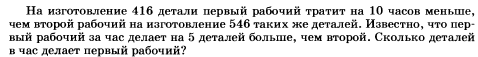 На изготовление 416 детали первый рабочий тратит на 10 часов меньше,
чем второй рабочий на изготовление 546 таких же деталей. Известно, что пер-
вый рабочий за час делает на 5 деталей больше, чем второй. Сколько деталей
в час делает первый рабочий?